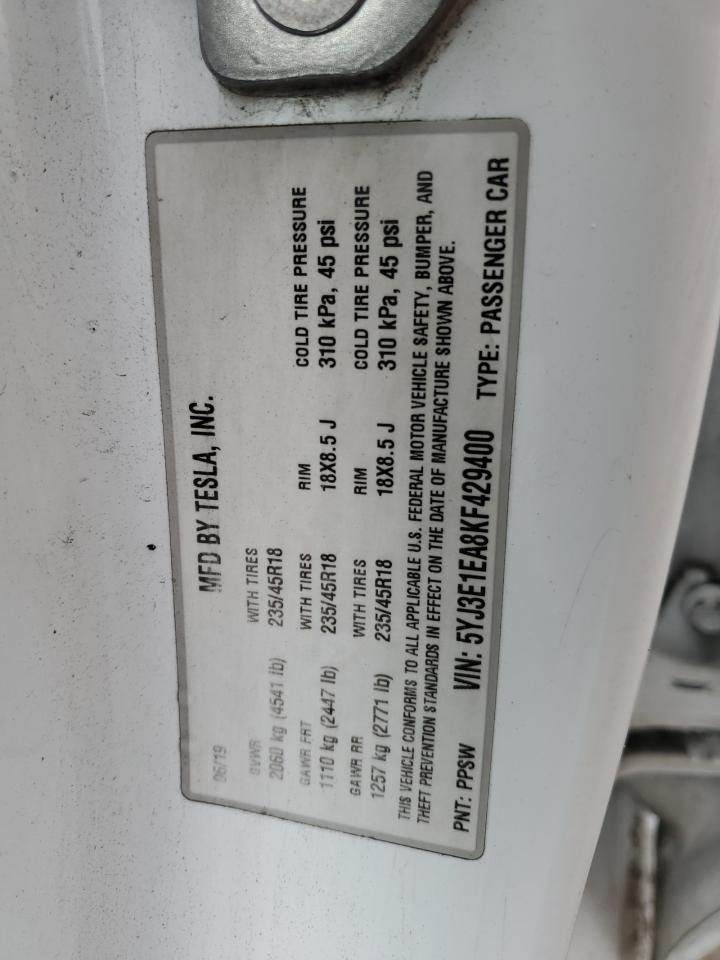 MFD BY TESLA, INC.
06/19
GVWR WITH TIRES
2060 kg (4541 lb) 235/45R18
GAWR FRT WITH TIRES RIM COLD TIRE PRESSURE
1110 kg (2447 lb) 235/45R18 18X8.5 J 310 kPa, 45 psi
GAWR RR WITH TIRES RIM COLD TIRE PRESSURE
1257 kg (2771 lb) 235/45R18 18X8.5 J 310 kPa, 45 psi
THIS VEHICLE CONFORMS TO ALL APPLICABLE U.S. FEDERAL MOTOR VEHICLE SAFETY, BUMPER, AND
THEFT PREVENTION STANDARDS IN EFFECT ON THE DATE OF MANUFACTURE SHOWN ABOVE.
PNT: PPSW VIN: 5YJ3E1EA8KF429400 TYPE: PASSENGER CAR